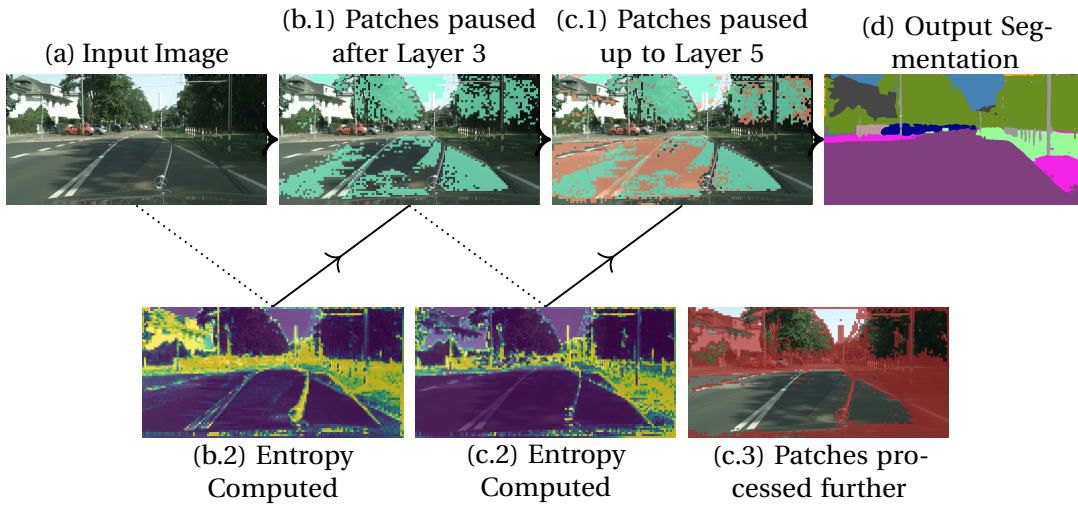 (a) Input Image
(b.1) Patches paused
after Layer 3
(c.1) Patches paused
up to Layer 5
(d) Output Seg-
mentation
(b.2) Entropy
Computed
(c.2) Entropy
Computed
(c.3) Patches pro-
cessed further